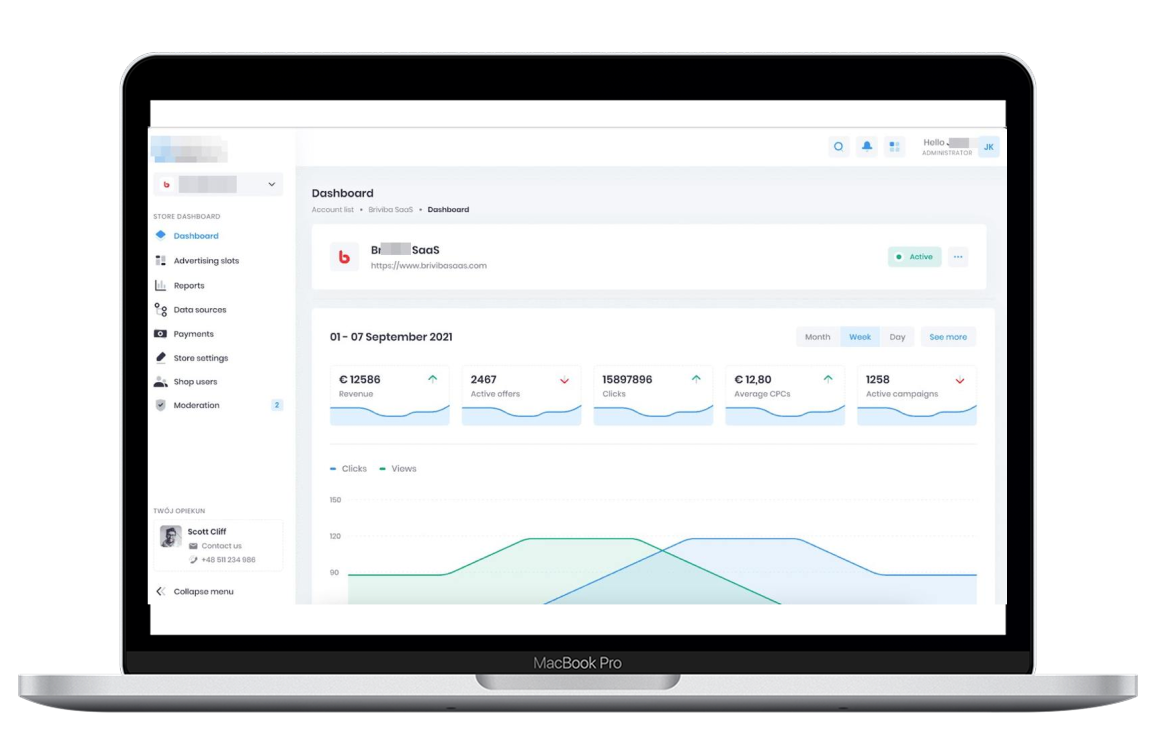 Hello
ADMINISTRATOR
JK
STORE DASHBOARD
Dashboard
Advertising slots
Reports
Data sources
Payments
Store settings
Shop users
Moderation 2
TWÓJ OPIEKUN
Scott Cliff
Contact us
+48 511 234 986
Collapse menu
Dashboard
Account list • Briviba SaaS • Dashboard
b
Br SaaS
https://www.brivibasaas.com
Active
01 - 07 September 2021
Month Week Day See more
€ 12586
Revenue
2467
Active offers
15897896
Clicks
€ 12,80
Average CPCs
1258
Active campaigns
Clicks Views
150
120
90
MacBook Pro